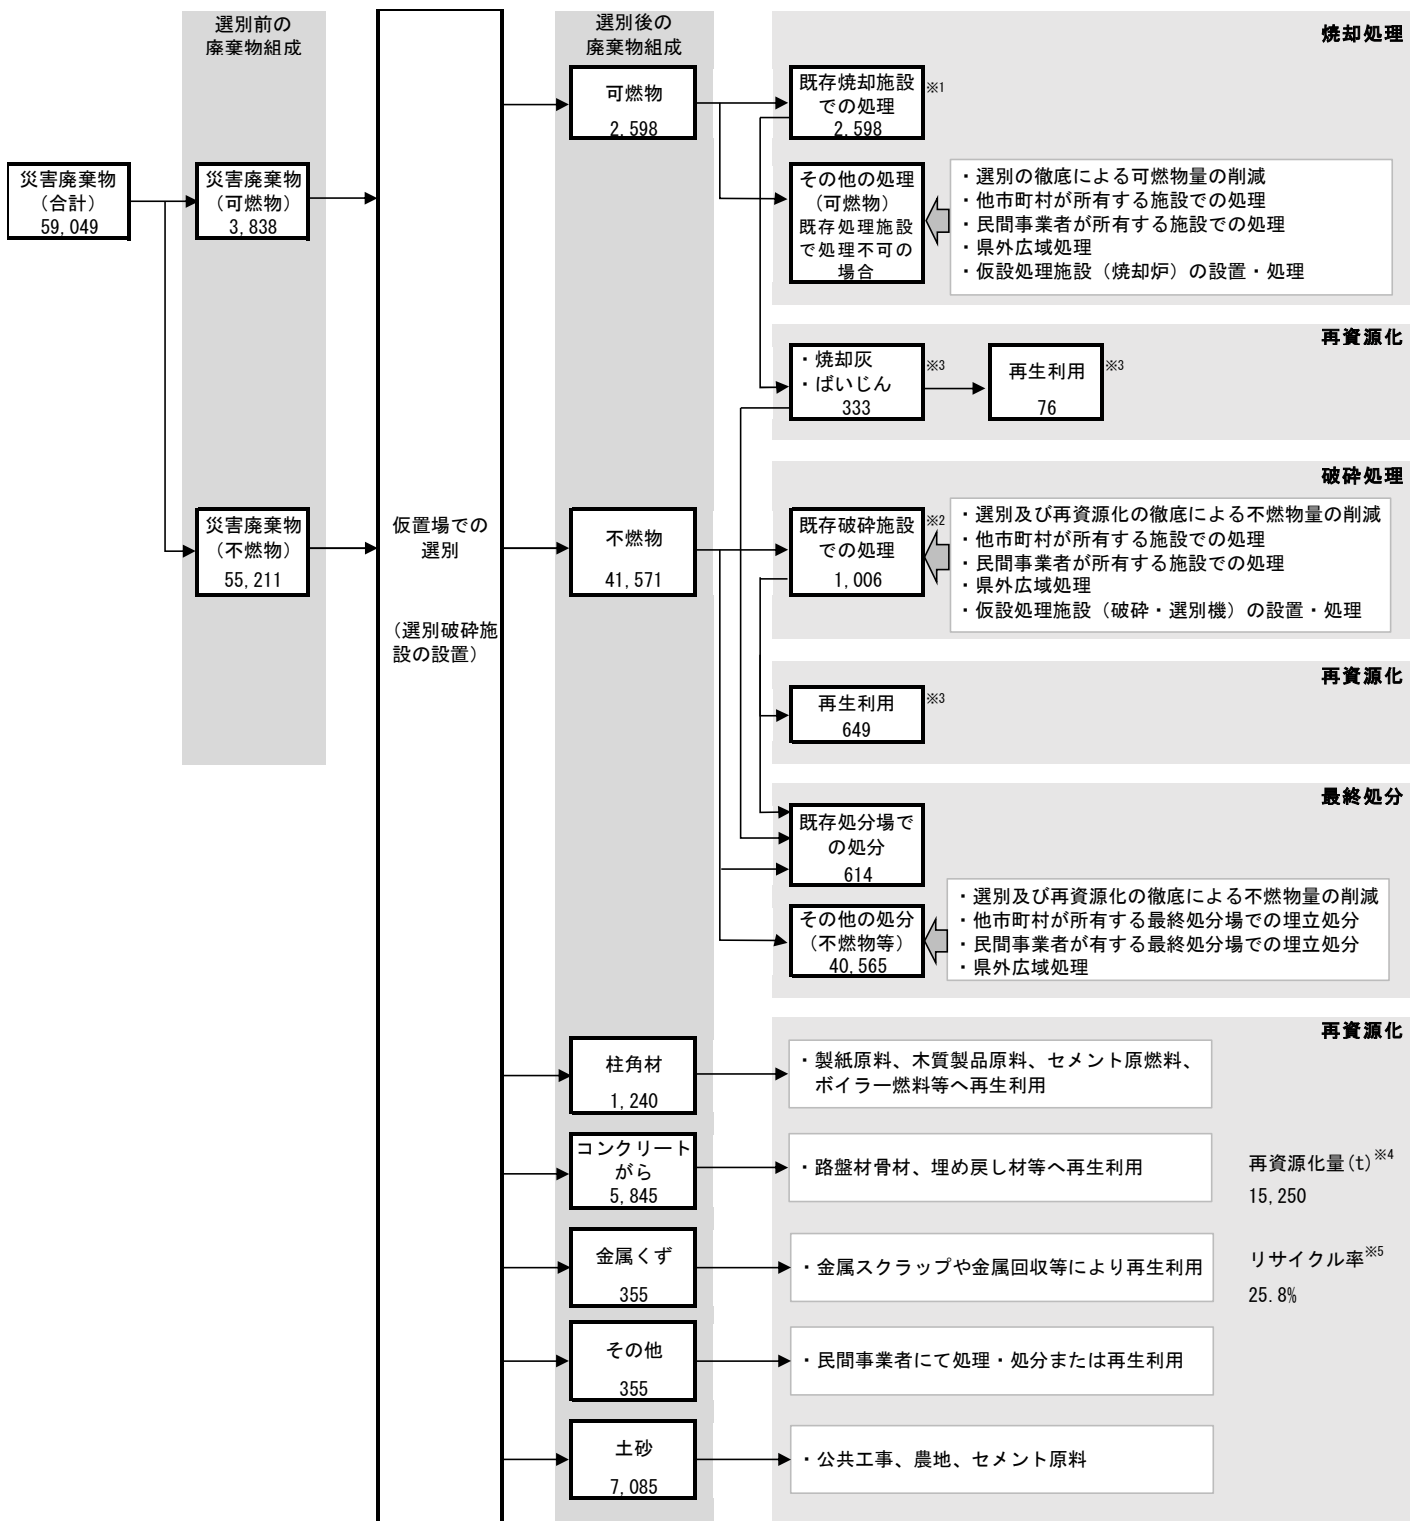 選別前の
廃棄物組成
選別後の
廃棄物組成
焼却処理
可燃物
2,598
既存焼却施設
での処理
2,598
※1
災害廃棄物
(合計)
59,049
災害廃棄物
(可燃物)
3,838
その他の処理
(可燃物)
既存処理施設
で処理不可の
場合
・選別の徹底による可燃物量の削減
・他市町村が所有する施設での処理
・民間事業者が所有する施設での処理
・県外広域処理
・仮設処理施設(焼却炉)の設置・処理
再資源化
・焼却灰
・ばいじん
333
※3
再生利用
76
※3
破砕処理
災害廃棄物
(不燃物)
55,211
仮置場での
選別
(選別破砕施
設の設置)
不燃物
41,571
既存破砕施設
での処理
1,006
※2
・選別及び再資源化の徹底による不燃物量の削減
・他市町村が所有する施設での処理
・民間事業者が所有する施設での処理
・県外広域処理
・仮設処理施設(破砕・選別機)の設置・処理
再資源化
再生利用
649
※3
最終処分
既存処分場で
の処分
614
その他の処分
(不燃物等)
40,565
・選別及び再資源化の徹底による不燃物量の削減
・他市町村が所有する最終処分場での埋立処分
・民間事業者が有する最終処分場での埋立処分
・県外広域処理
再資源化
柱角材
1,240
・製紙原料、木質製品原料、セメント原燃料、
ボイラー燃料等へ再生利用
コンクリート
がら
5,845
・路盤材骨材、埋め戻し材等へ再生利用
再資源化量(t)※4
15,250
金属くず
355
・金属スクラップや金属回収等により再生利用
リサイクル率※5
25.8%
その他
355
・民間事業者にて処理・処分または再生利用
土砂
7,085
・公共工事、農地、セメント原料